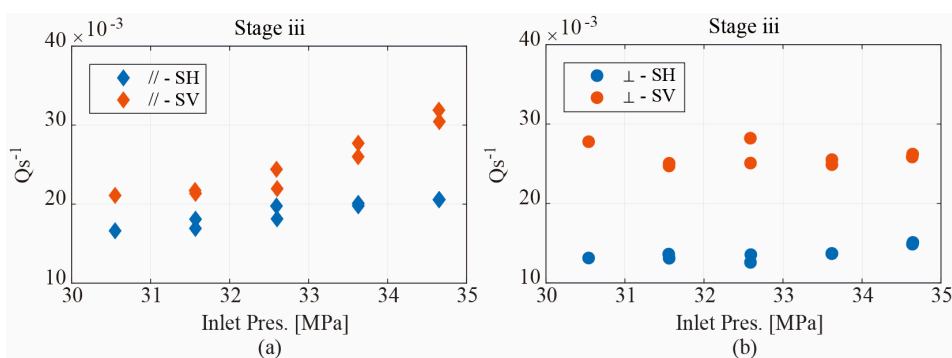 ×10⁻³ Stage iii
40
// - SH
// - SV
30
Qs⁻¹
20
10
30 31 32 33 34 35
Inlet Pres. [MPa]
(a)
×10⁻³ Stage iii
40
⊥ - SH
⊥ - SV
30
Qs⁻¹
20
10
30 31 32 33 34 35
Inlet Pres. [MPa]
(b)